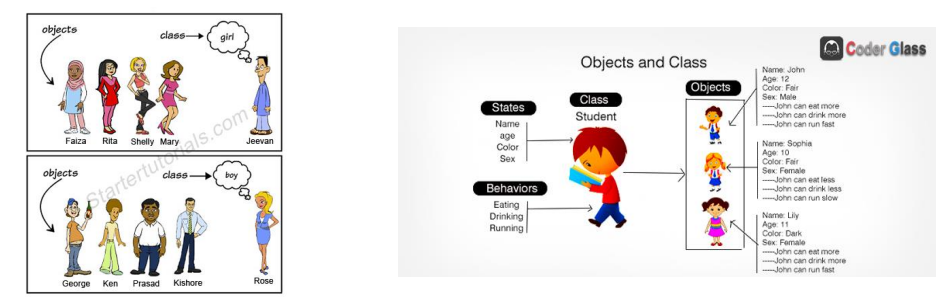 objects
class
girl
Faiza Rita Shelly Mary Jeevan
Startertutorials.com
objects
class
boy
George Ken Prasad Kishore Rose
Coder Glass
Objects and Class
States
Name
age
Color
Sex
Behaviors
Eating
Drinking
Running
Class
Student
Objects
Name: John
Age: 12
Color: Fair
Sex: Male
----John can eat more
----John can drink more
----John can run fast
Name: Sophia
Age: 10
Color: Fair
Sex: Female
-----John can eat less
-----John can drink less
-----John can run slow
Name: Lily
Age: 11
Color: Dark
Sex: Female
-----John can eat more
-----John can drink more
-----John can run fast